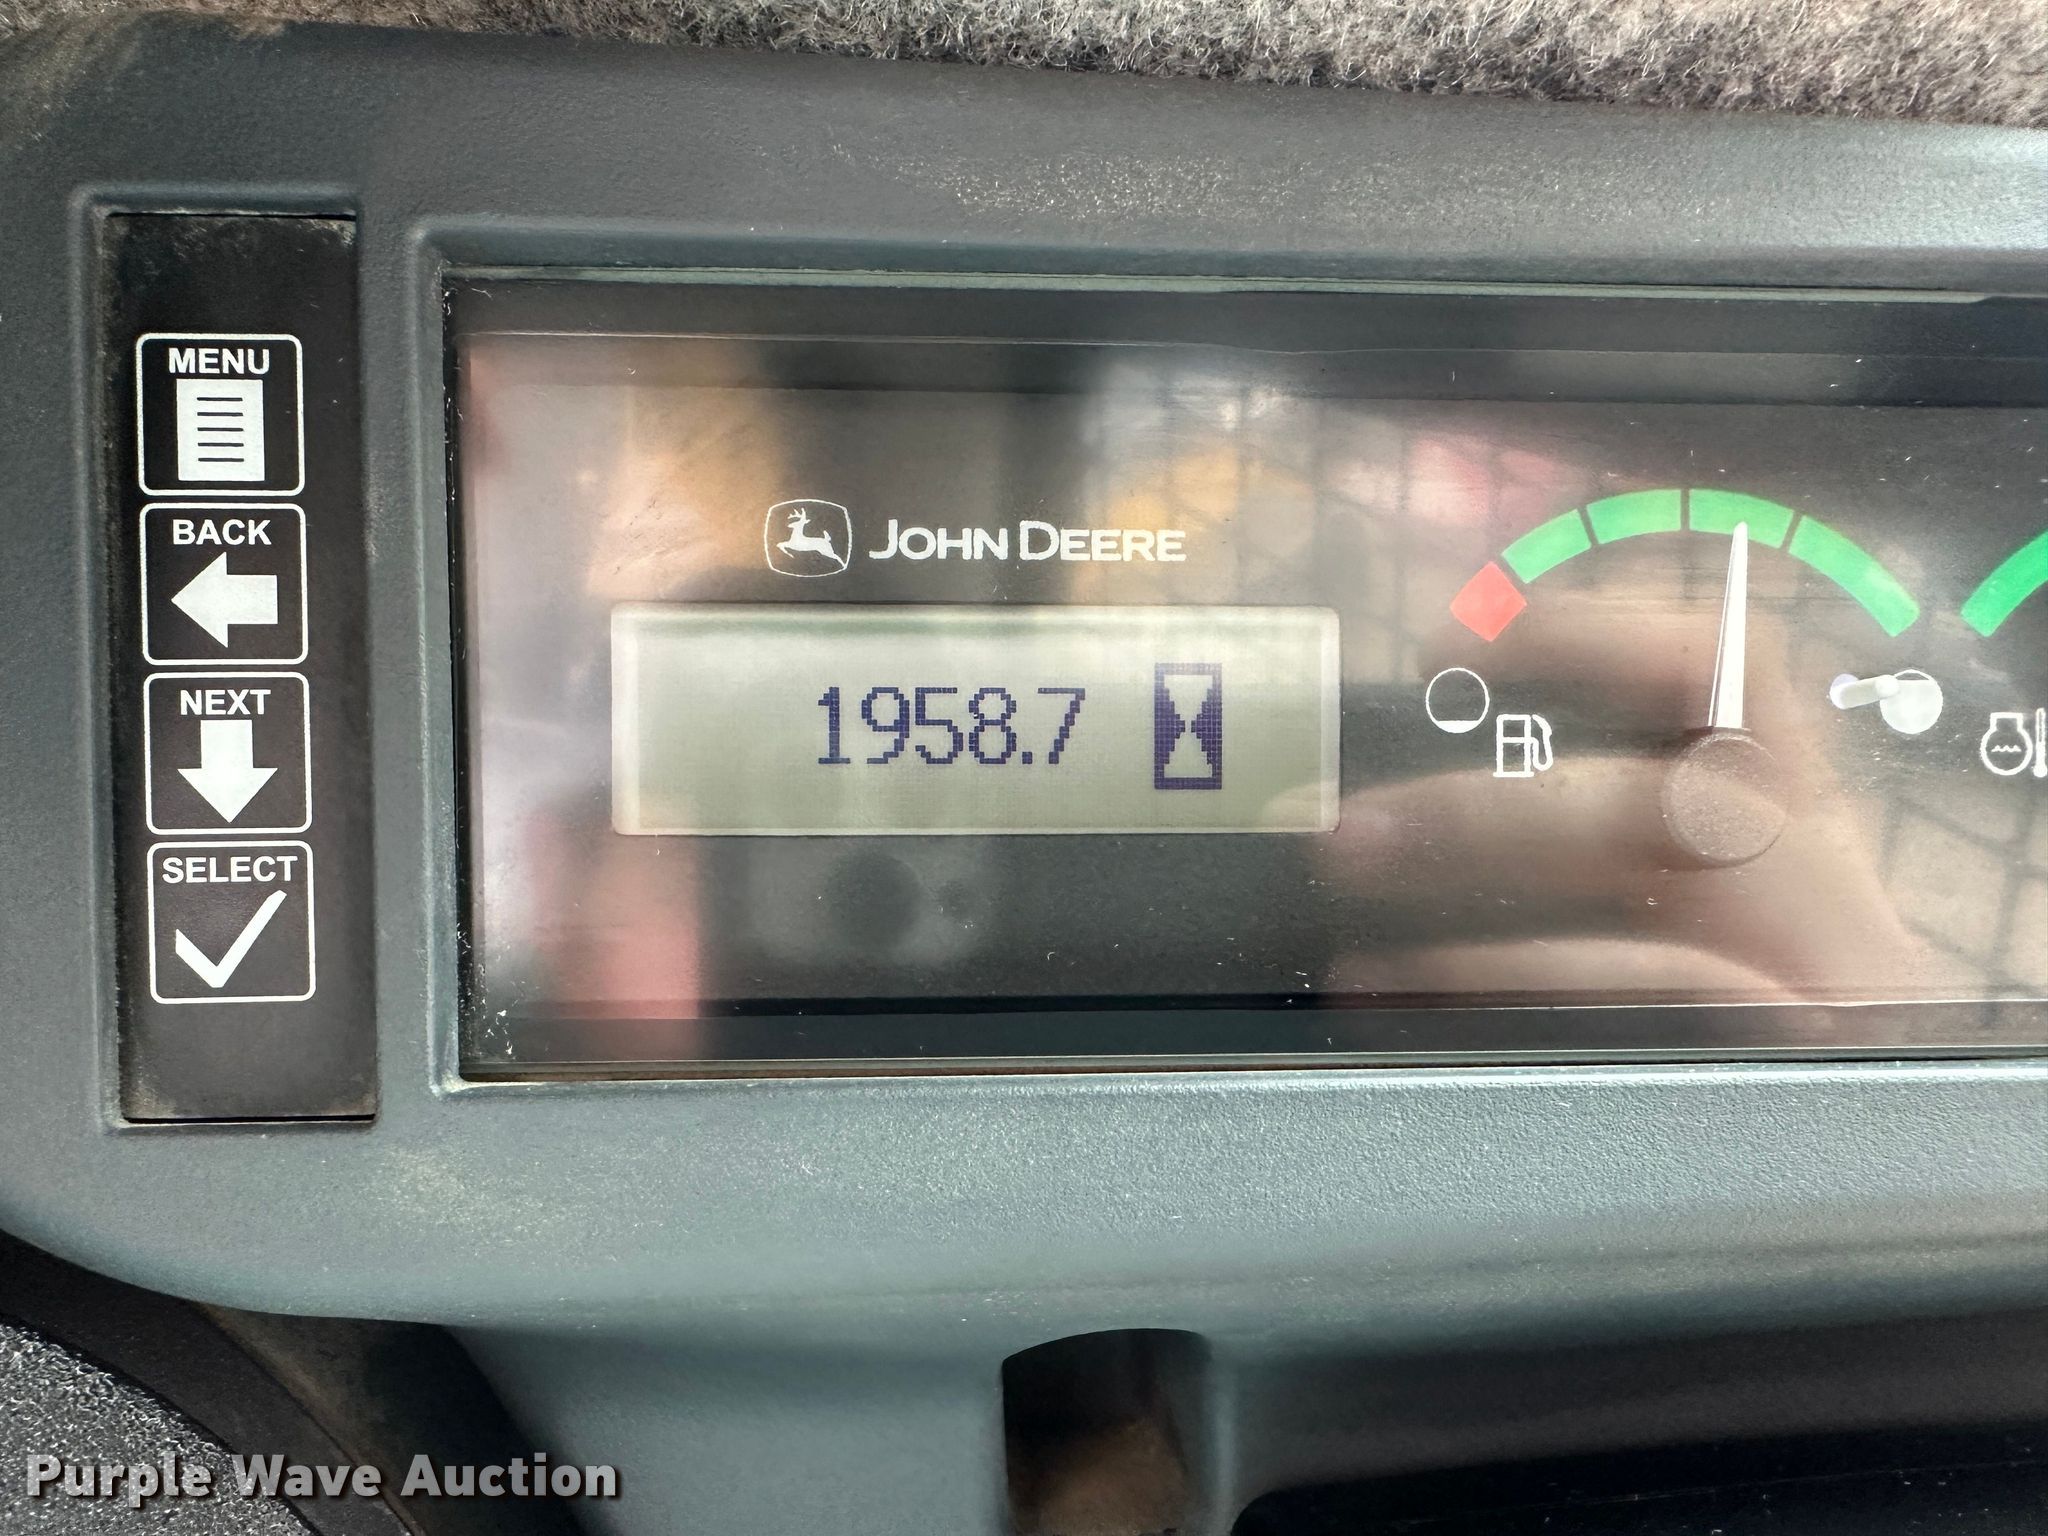 MENU
BACK
NEXT
SELECT
JOHN DEERE
1958.7
Purple Wave Auction